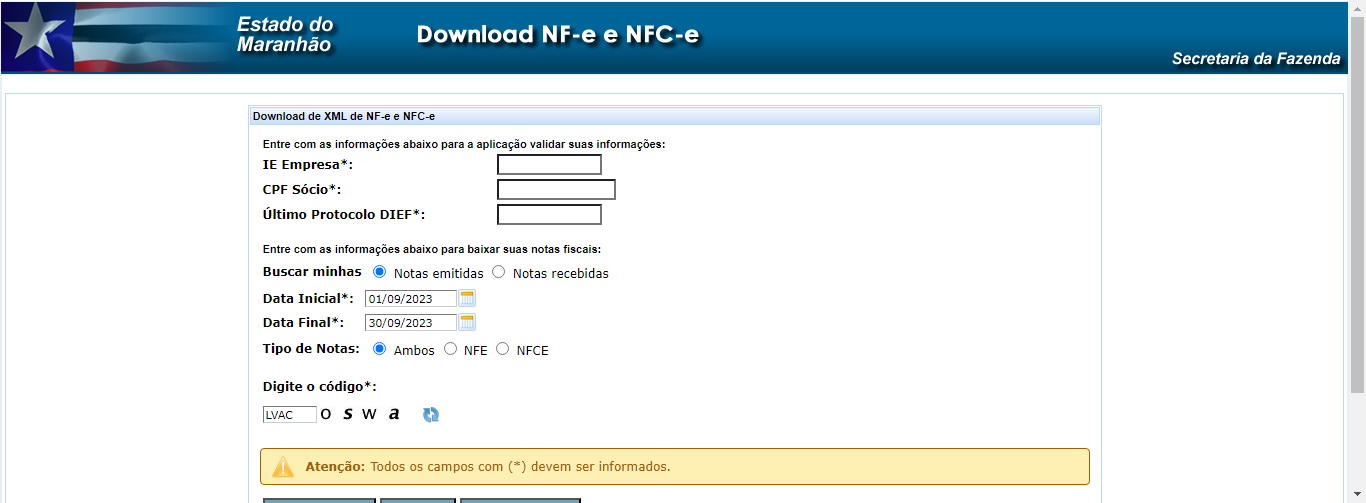 Estado do
Maranhão
Download NF-e e NFC-e
Secretaria da Fazenda
Download de XML de NF-e e NFC-e
Entre com as informações abaixo para a aplicação validar suas informações:
IE Empresa*:
CPF Sócio*:
Último Protocolo DIEF*:
Entre com as informações abaixo para baixar suas notas fiscais:
Buscar minhas Notas emitidas Notas recebidas
Data Inicial*: 01/09/2023
Data Final*: 30/09/2023
Tipo de Notas: Ambos NFE NFCE
Digite o código*:
LVAC O s W a
Atenção: Todos os campos com (*) devem ser informados.